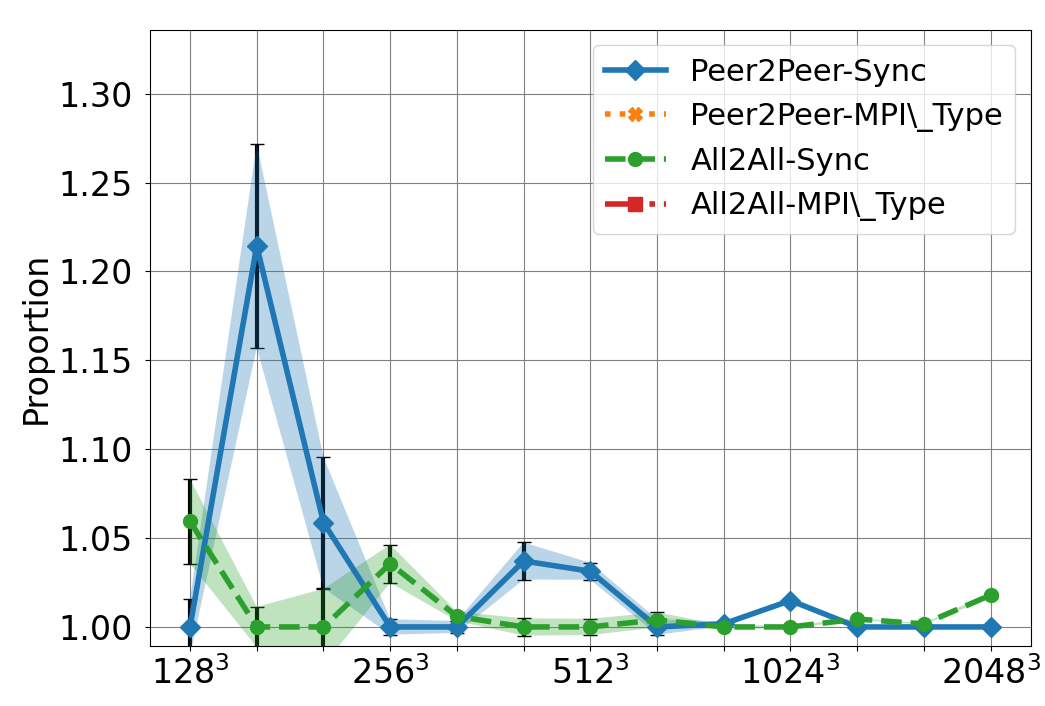 Peer2Peer-Sync
Peer2Peer-MPI\_Type
All2All-Sync
All2All-MPI\_Type
Proportion
1.30
1.25
1.20
1.15
1.10
1.05
1.00
128³ 256³ 512³ 1024³ 2048³